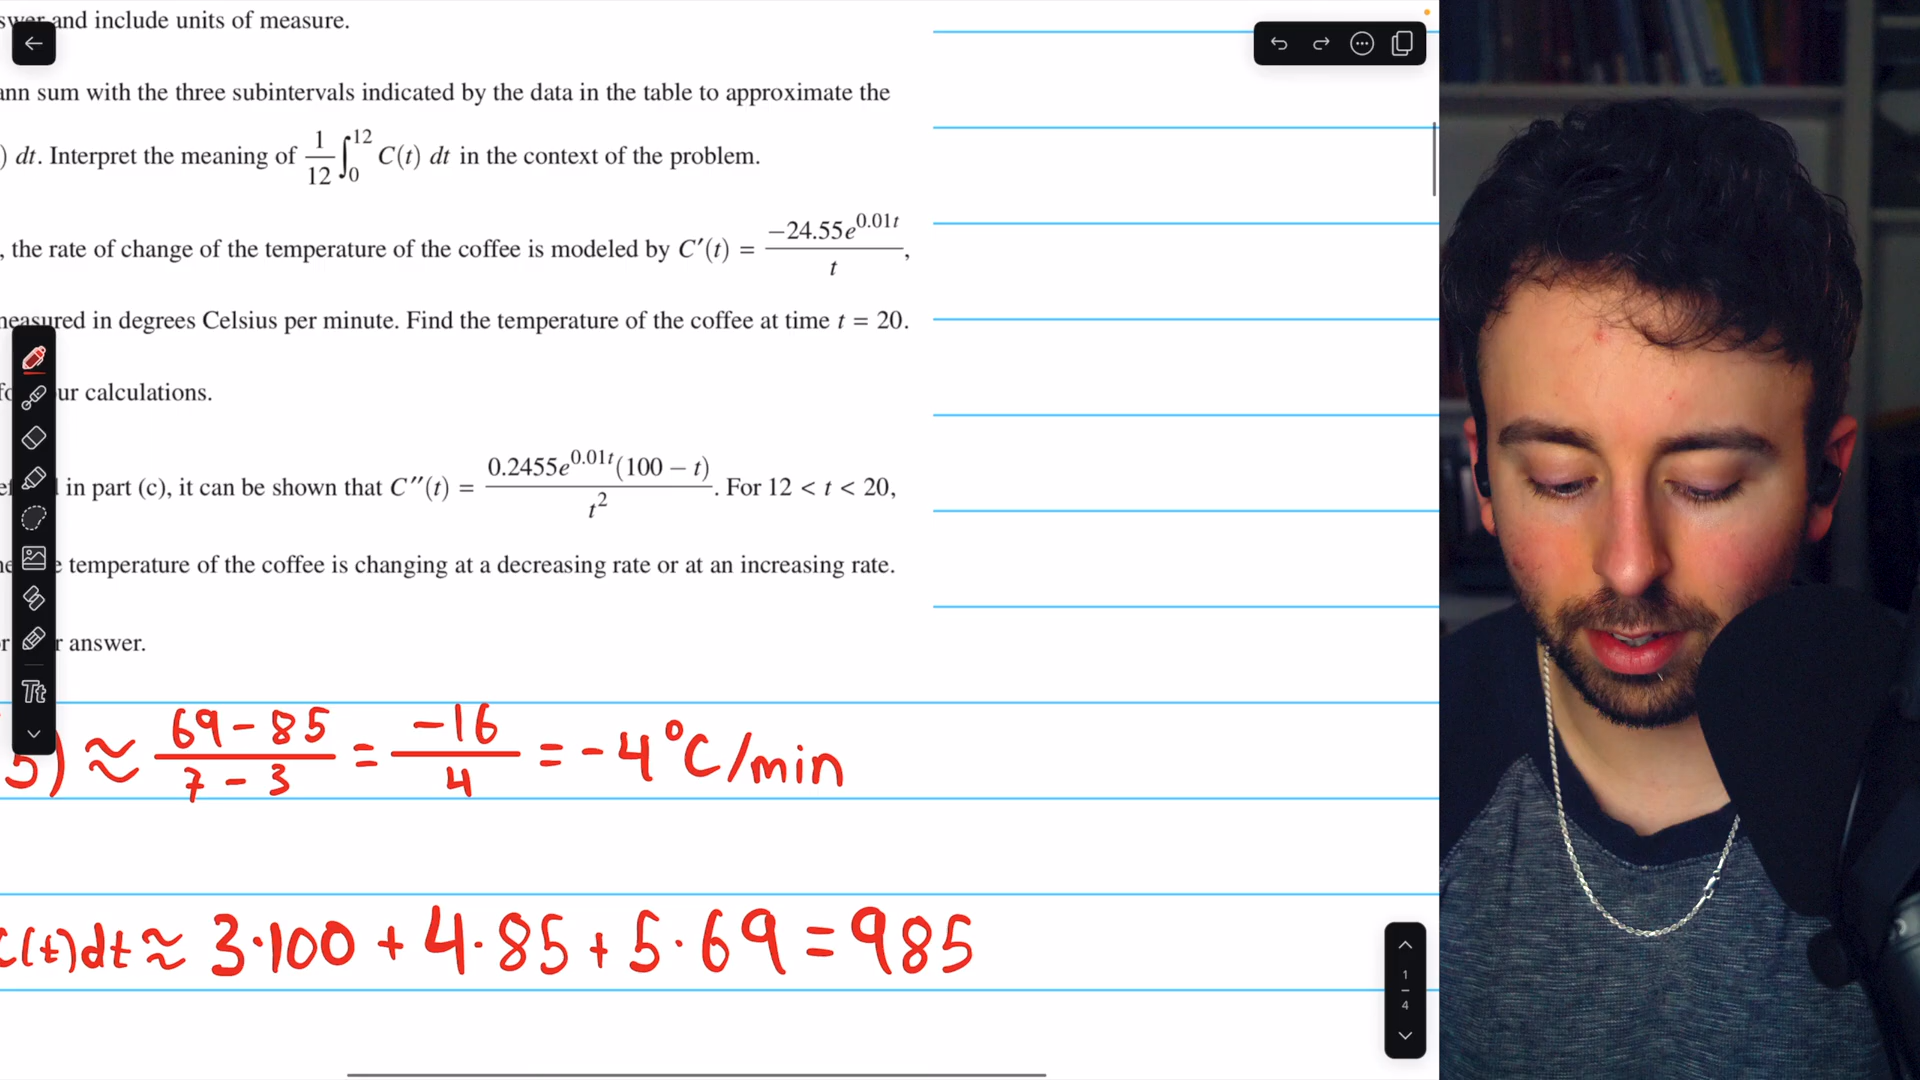 and include units of measure.
ann sum with the three subintervals indicated by the data in the table to approximate the
) dt. Interpret the meaning of 1/12 ∫₀¹² C(t) dt in the context of the problem.
, the rate of change of the temperature of the coffee is modeled by C′(t) = −24.55e^{0.01t}/t,
measured in degrees Celsius per minute. Find the temperature of the coffee at time t = 20.
ur calculations.
in part (c), it can be shown that C″(t) = 0.2455e^{0.01t}(100 − t)/t². For 12 < t < 20,
temperature of the coffee is changing at a decreasing rate or at an increasing rate.
r answer.
Tt
5) ≈ (69 − 85)/(7 − 3) = −16/4 = −4°C/min
C(t)dt ≈ 3·100 + 4·85 + 5·69 = 985
1
–
4